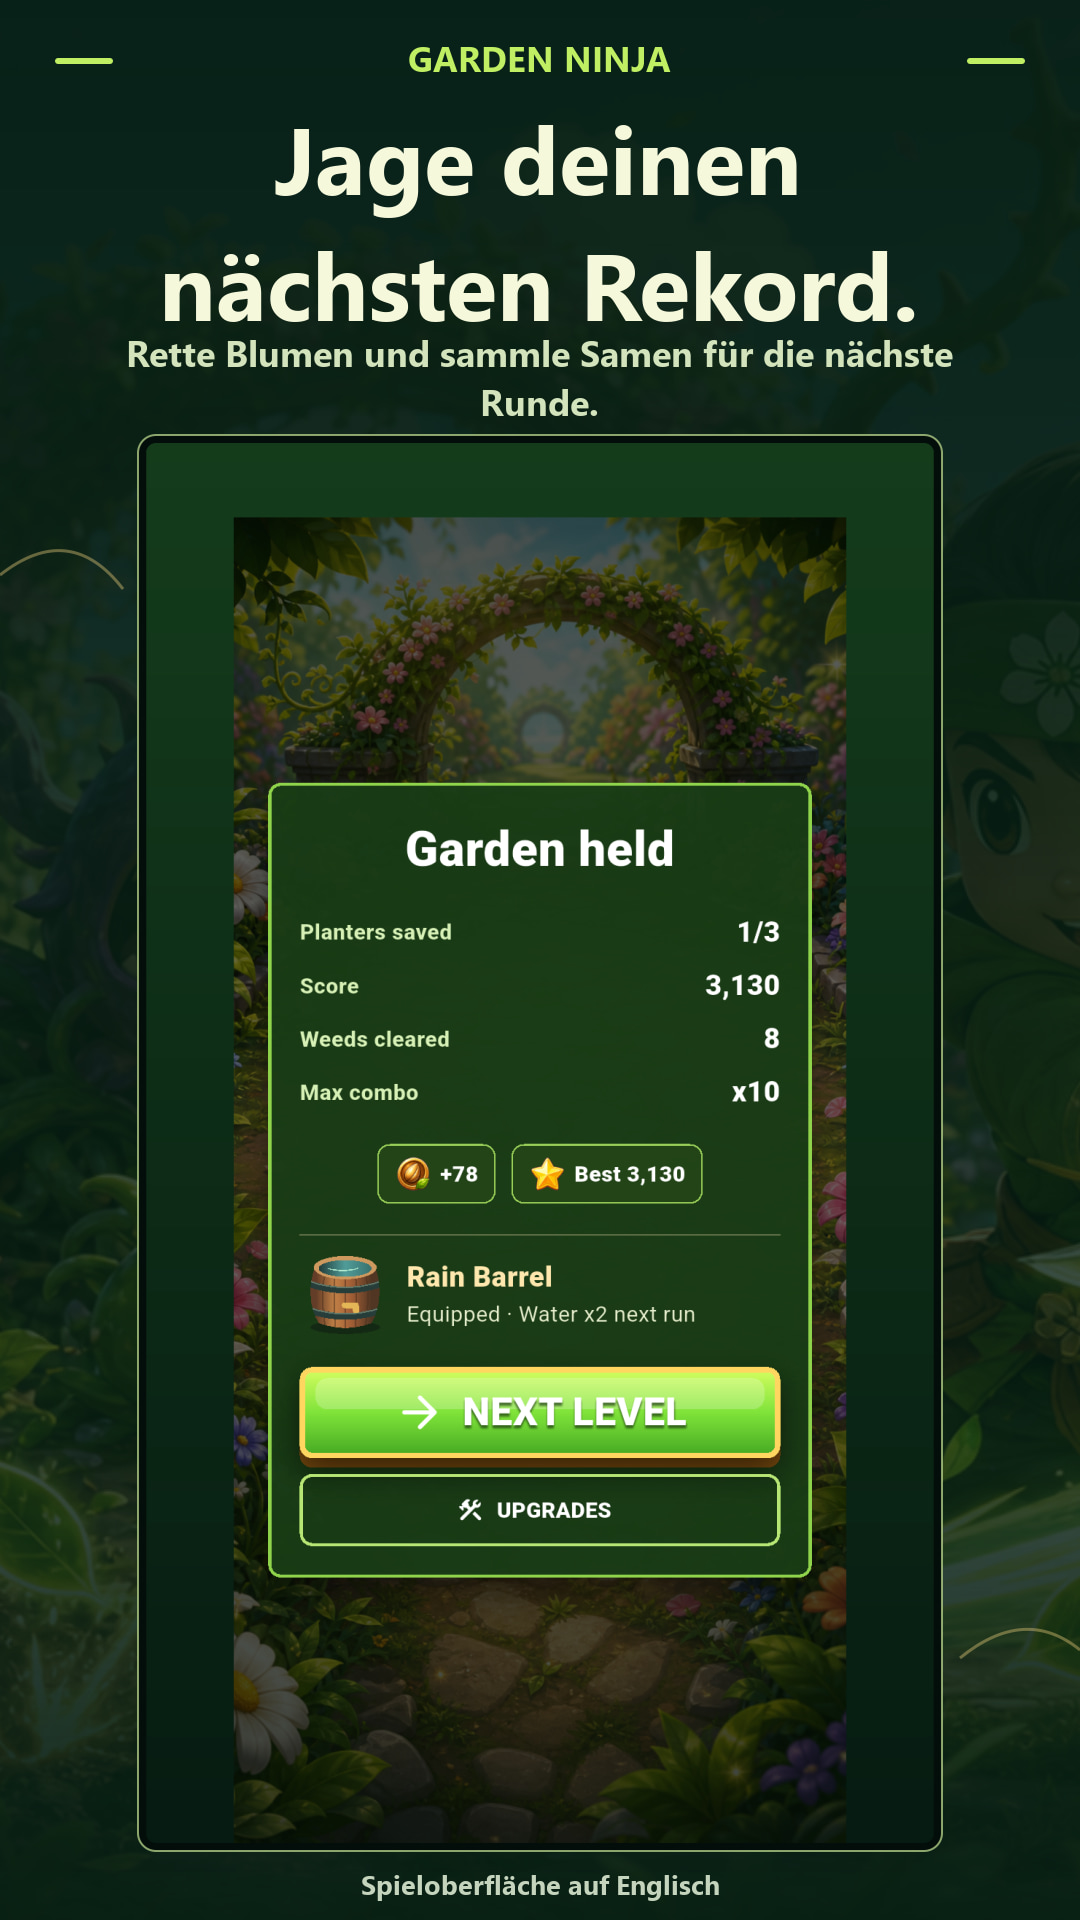 GARDEN NINJA
Jage deinen
nächsten Rekord.
Rette Blumen und sammle Samen für die nächste
Runde.
Garden held
Planters saved 1/3
Score 3,130
Weeds cleared 8
Max combo x10
+78 Best 3,130
Rain Barrel
Equipped · Water x2 next run
NEXT LEVEL
UPGRADES
Spieloberfläche auf Englisch